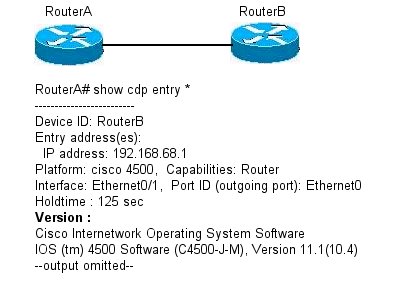 RouterA
RouterB
RouterA# show cdp entry *
-------------------------
Device ID: RouterB
Entry address(es):
IP address: 192.168.68.1
Platform: cisco 4500, Capabilities: Router
Interface: Ethernet0/1, Port ID (outgoing port): Ethernet0
Holdtime : 125 sec
Version :
Cisco Internetwork Operating System Software
IOS (tm) 4500 Software (C4500-J-M), Version 11.1(10.4)
--output omitted--